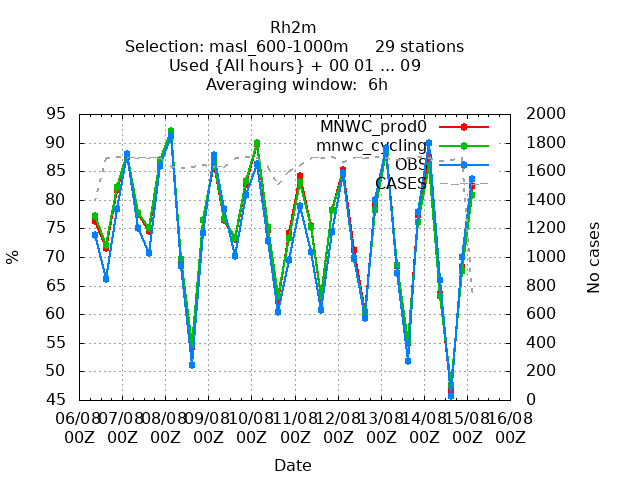 Rh2m
Selection: masl_600-1000m 29 stations
Used {All hours} + 00 01 ... 09
Averaging window: 6h
MNWC_prod0
mnwc_cycling
OBS
CASES
95
90
85
80
75
70
65
60
55
50
45
%
2000
1800
1600
1400
1200
1000
800
600
400
200
0
No cases
06/08 07/08 08/08 09/08 10/08 11/08 12/08 13/08 14/08 15/08 16/08
00Z 00Z 00Z 00Z 00Z 00Z 00Z 00Z 00Z 00Z 00Z
Date